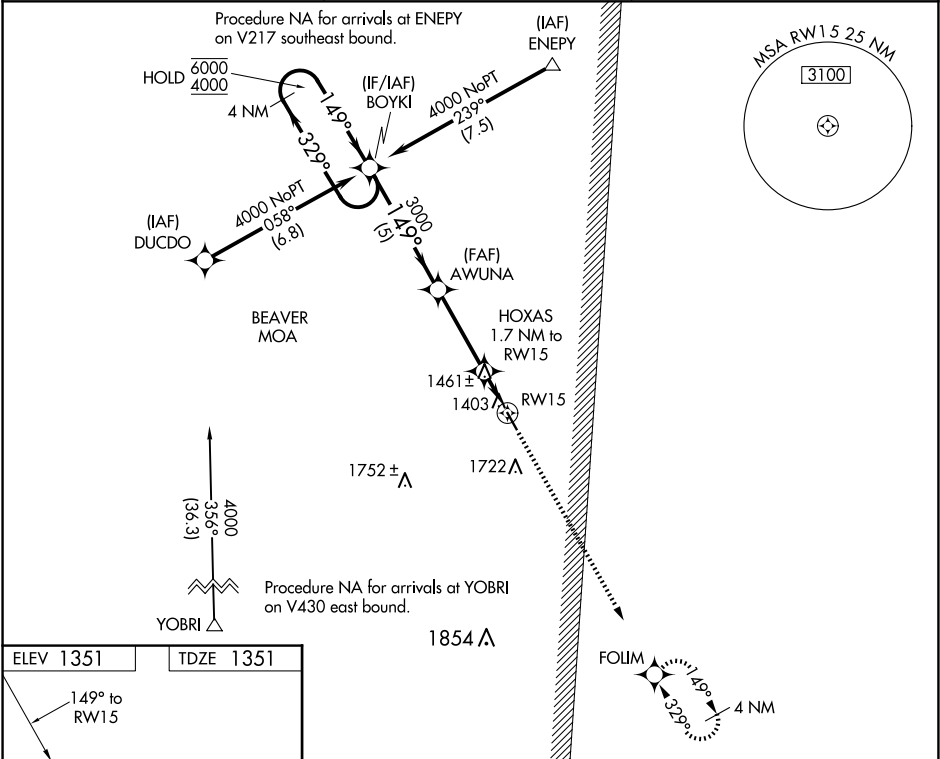 Procedure NA for arrivals at ENEPY
on V217 southeast bound.
(IAF)
ENEPY
MSA RW15 25 NM
3100
HOLD
6000
4000
4 NM
149°
329°
(IF/IAF)
BOYKI
4000 NoPT
239°
(7.5)
4000 NoPT
058°
(6.8)
(IAF)
DUCDO
3000
149°
(5)
(FAF)
AWUNA
BEAVER
MOA
HOXAS
1.7 NM to
RW15
1461±
1403
RW15
1752±
1722
4000
356°
(36.3)
YOBRI
Procedure NA for arrivals at YOBRI
on V430 east bound.
1854
FOLIM
149°
329°
4 NM
ELEV 1351
TDZE 1351
149° to
RW15